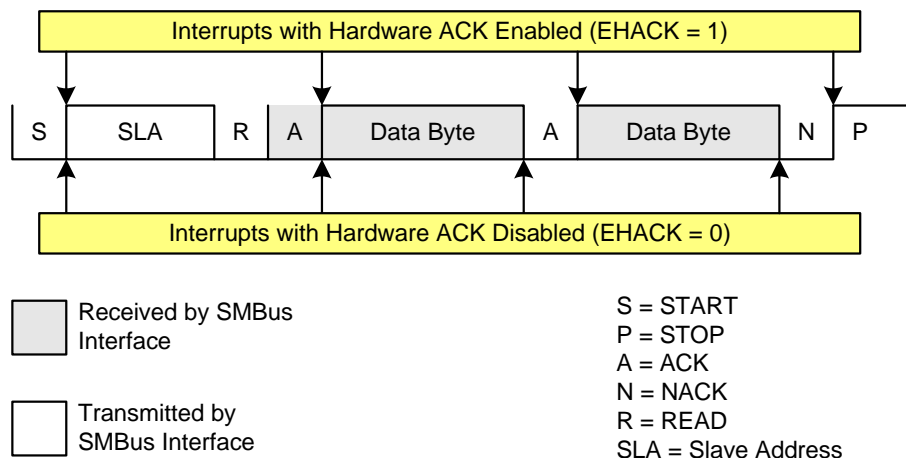 Interrupts with Hardware ACK Enabled (EHACK = 1)
S SLA R A Data Byte A Data Byte N P
Interrupts with Hardware ACK Disabled (EHACK = 0)
Received by SMBus
Interface
Transmitted by
SMBus Interface
S = START
P = STOP
A = ACK
N = NACK
R = READ
SLA = Slave Address